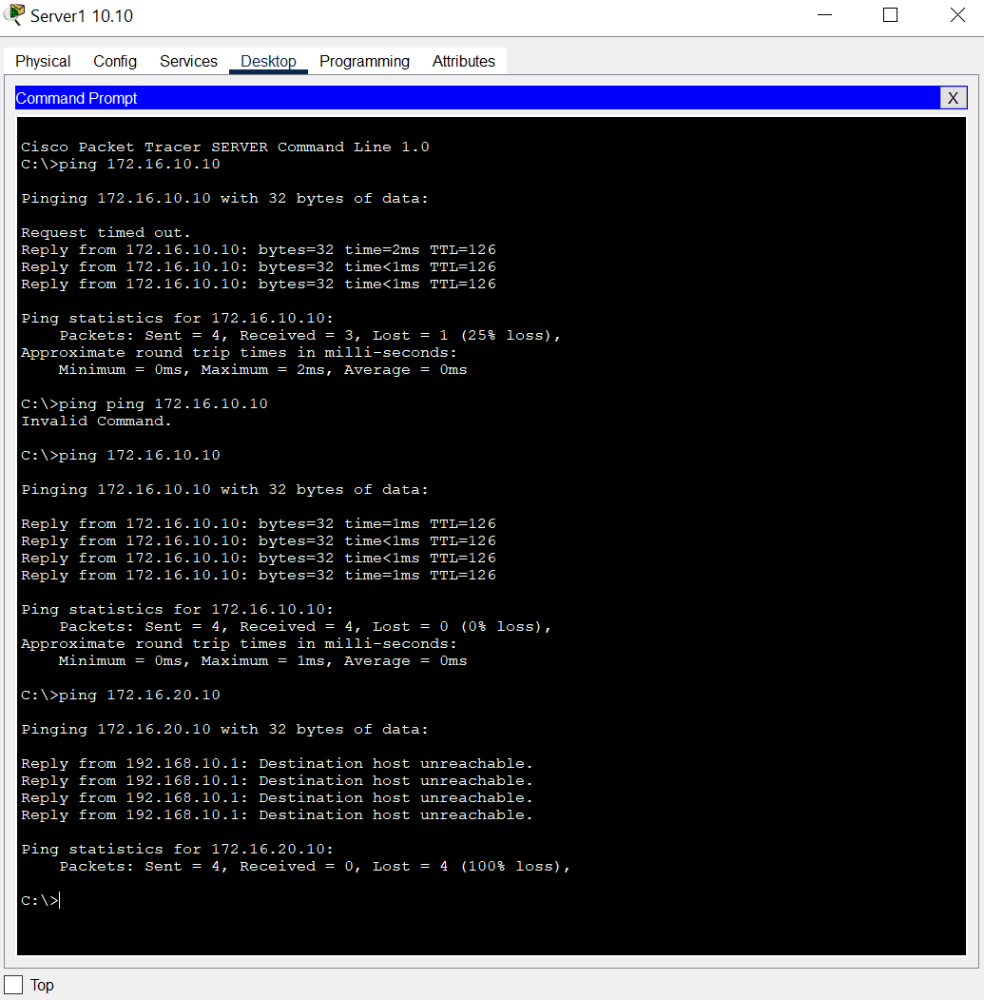 Server1 10.10
Physical Config Services Desktop Programming Attributes
Command Prompt X
Cisco Packet Tracer SERVER Command Line 1.0
C:\>ping 172.16.10.10
Pinging 172.16.10.10 with 32 bytes of data:
Request timed out.
Reply from 172.16.10.10: bytes=32 time=2ms TTL=126
Reply from 172.16.10.10: bytes=32 time<1ms TTL=126
Reply from 172.16.10.10: bytes=32 time<1ms TTL=126
Ping statistics for 172.16.10.10:
Packets: Sent = 4, Received = 3, Lost = 1 (25% loss),
Approximate round trip times in milli-seconds:
Minimum = 0ms, Maximum = 2ms, Average = 0ms
C:\>ping ping 172.16.10.10
Invalid Command.
C:\>ping 172.16.10.10
Pinging 172.16.10.10 with 32 bytes of data:
Reply from 172.16.10.10: bytes=32 time=1ms TTL=126
Reply from 172.16.10.10: bytes=32 time<1ms TTL=126
Reply from 172.16.10.10: bytes=32 time<1ms TTL=126
Reply from 172.16.10.10: bytes=32 time=1ms TTL=126
Ping statistics for 172.16.10.10:
Packets: Sent = 4, Received = 4, Lost = 0 (0% loss),
Approximate round trip times in milli-seconds:
Minimum = 0ms, Maximum = 1ms, Average = 0ms
C:\>ping 172.16.20.10
Pinging 172.16.20.10 with 32 bytes of data:
Reply from 192.168.10.1: Destination host unreachable.
Reply from 192.168.10.1: Destination host unreachable.
Reply from 192.168.10.1: Destination host unreachable.
Reply from 192.168.10.1: Destination host unreachable.
Ping statistics for 172.16.20.10:
Packets: Sent = 4, Received = 0, Lost = 4 (100% loss),
C:\>
Top